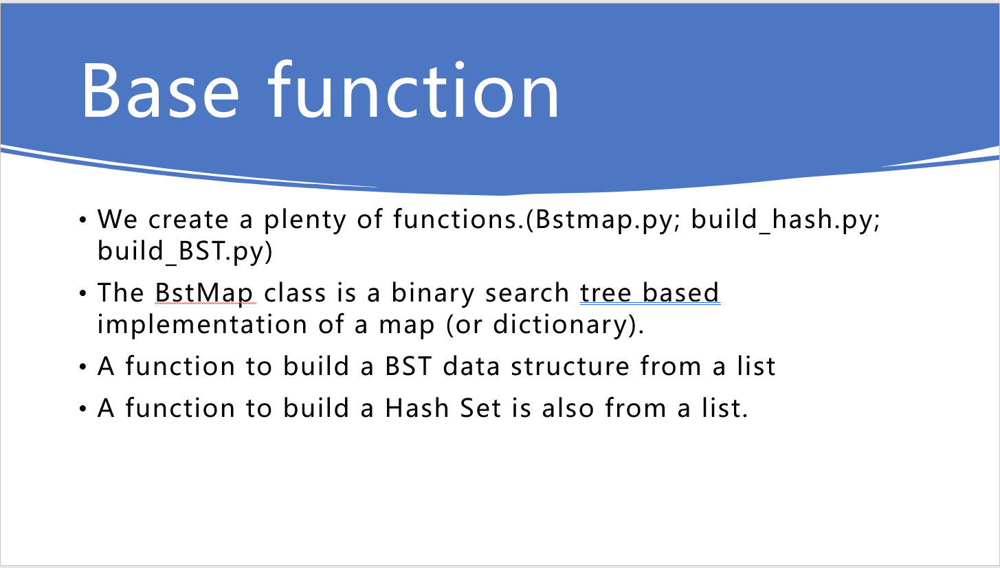 Base function
• We create a plenty of functions.(Bstmap.py; build_hash.py;
build_BST.py)
• The BstMap class is a binary search tree based
implementation of a map (or dictionary).
• A function to build a BST data structure from a list
• A function to build a Hash Set is also from a list.